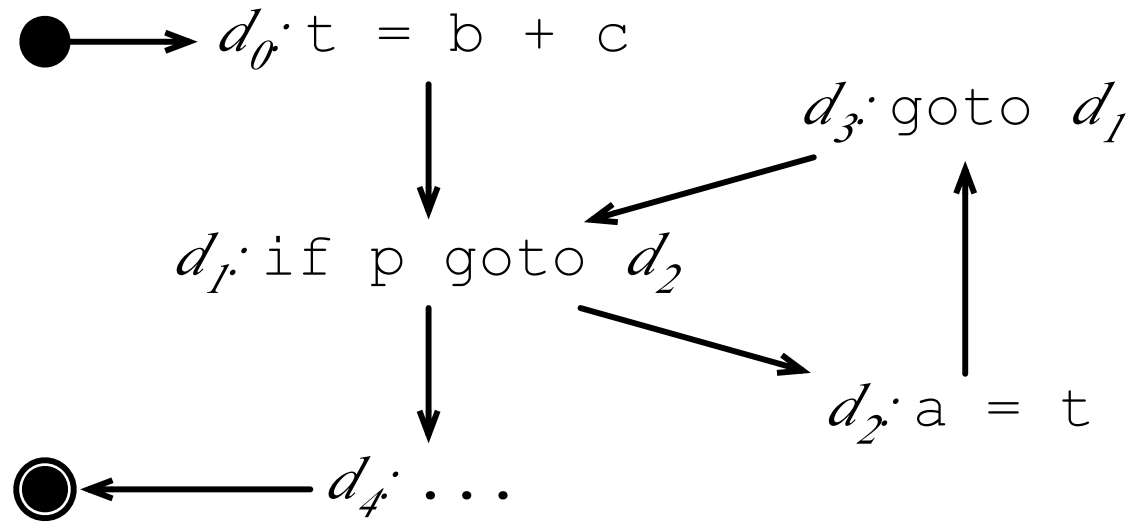 d0: t = b + c
d3: goto d1
d1: if p goto d2
d2: a = t
d4: ...